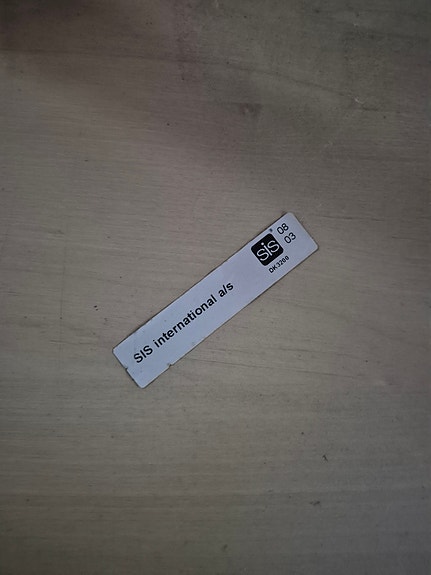 SIS international a/s
sis®
DK3200
08
03